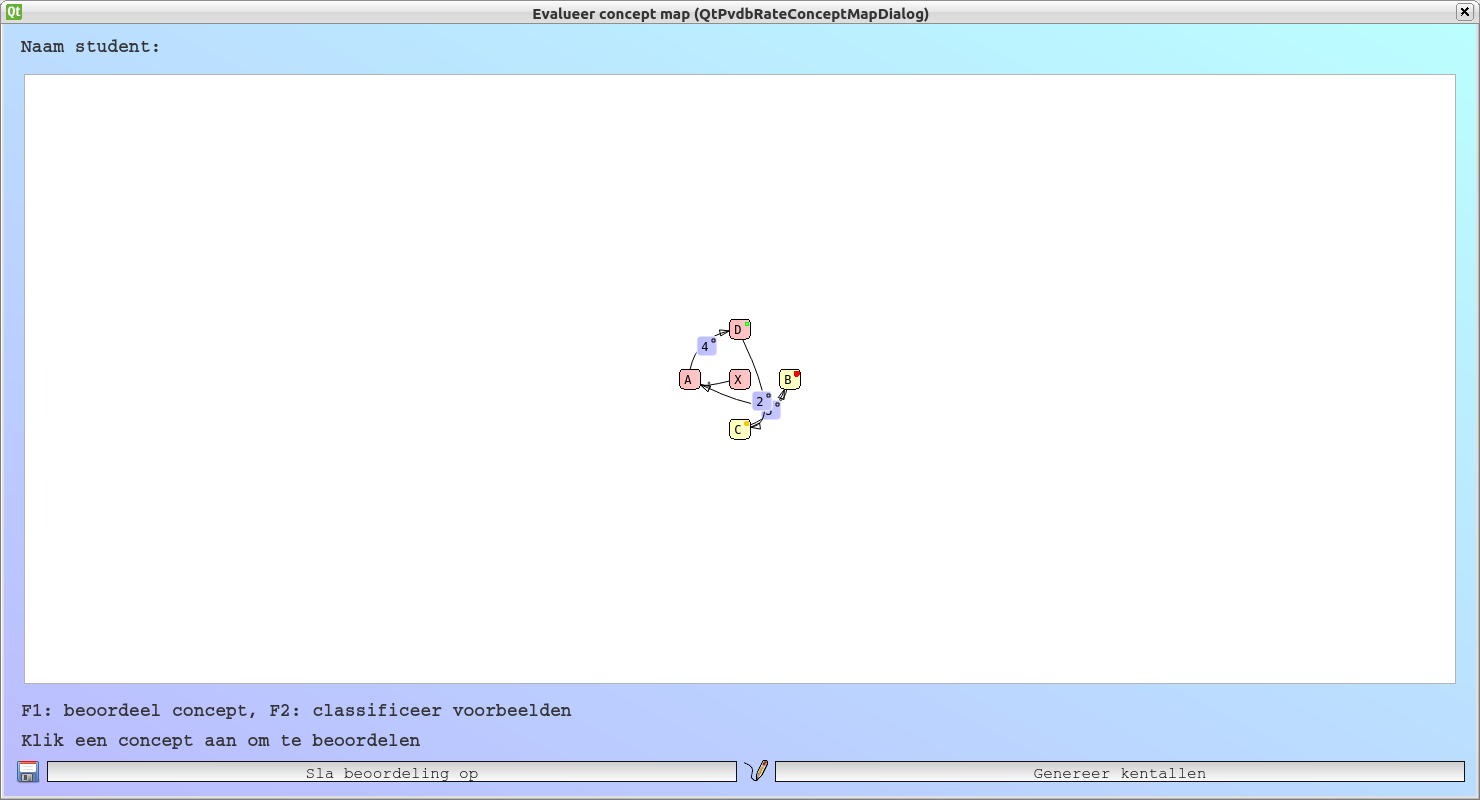 Qt Evalueer concept map (QtPvdbRateConceptMapDialog)
Naam student:
D
4
A X B
2
C
F1: beoordeel concept, F2: classificeer voorbeelden
Klik een concept aan om te beoordelen
Sla beoordeling op Genereer kentallen